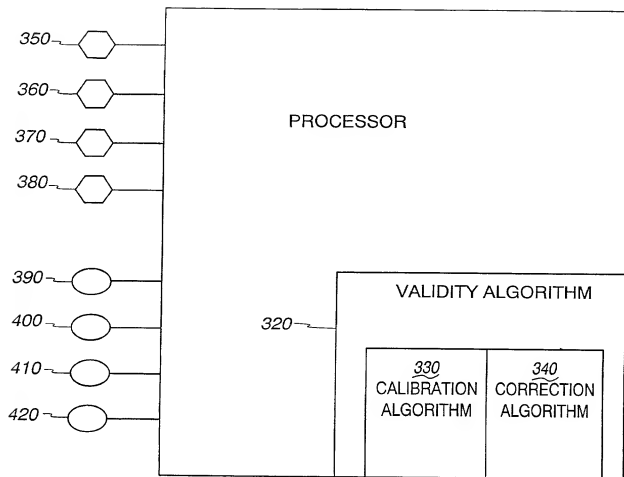 350
360
370
380
PROCESSOR
390
400
410
420
320
VALIDITY ALGORITHM
330
CALIBRATION
ALGORITHM
340
CORRECTION
ALGORITHM